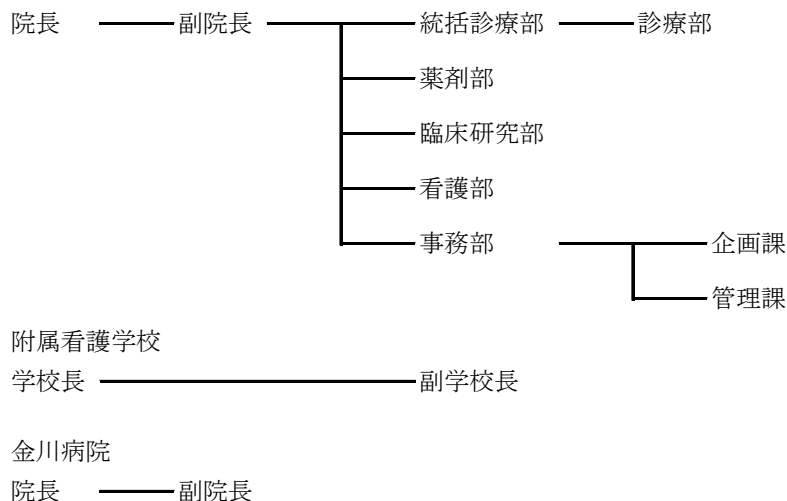 院長 副院長 統括診療部 診療部
薬剤部
臨床研究部
看護部
事務部 企画課
管理課
附属看護学校
学校長 副学校長
金川病院
院長 副院長